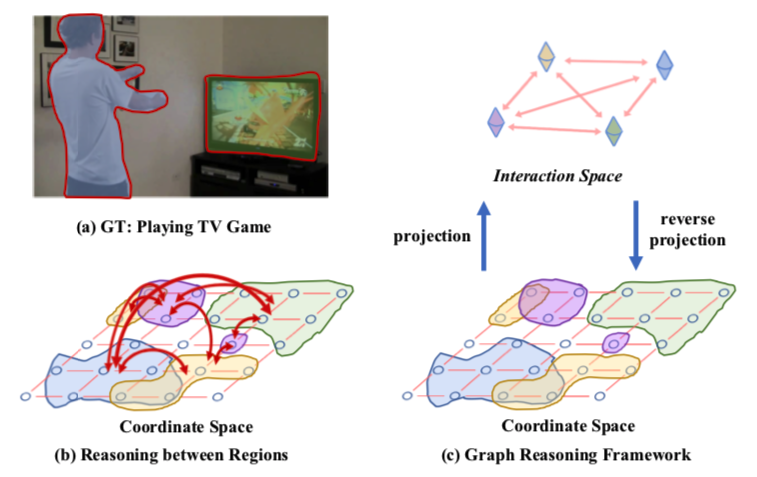 (a) GT: Playing TV Game
Interaction Space
projection
reverse
projection
Coordinate Space
(b) Reasoning between Regions
Coordinate Space
(c) Graph Reasoning Framework